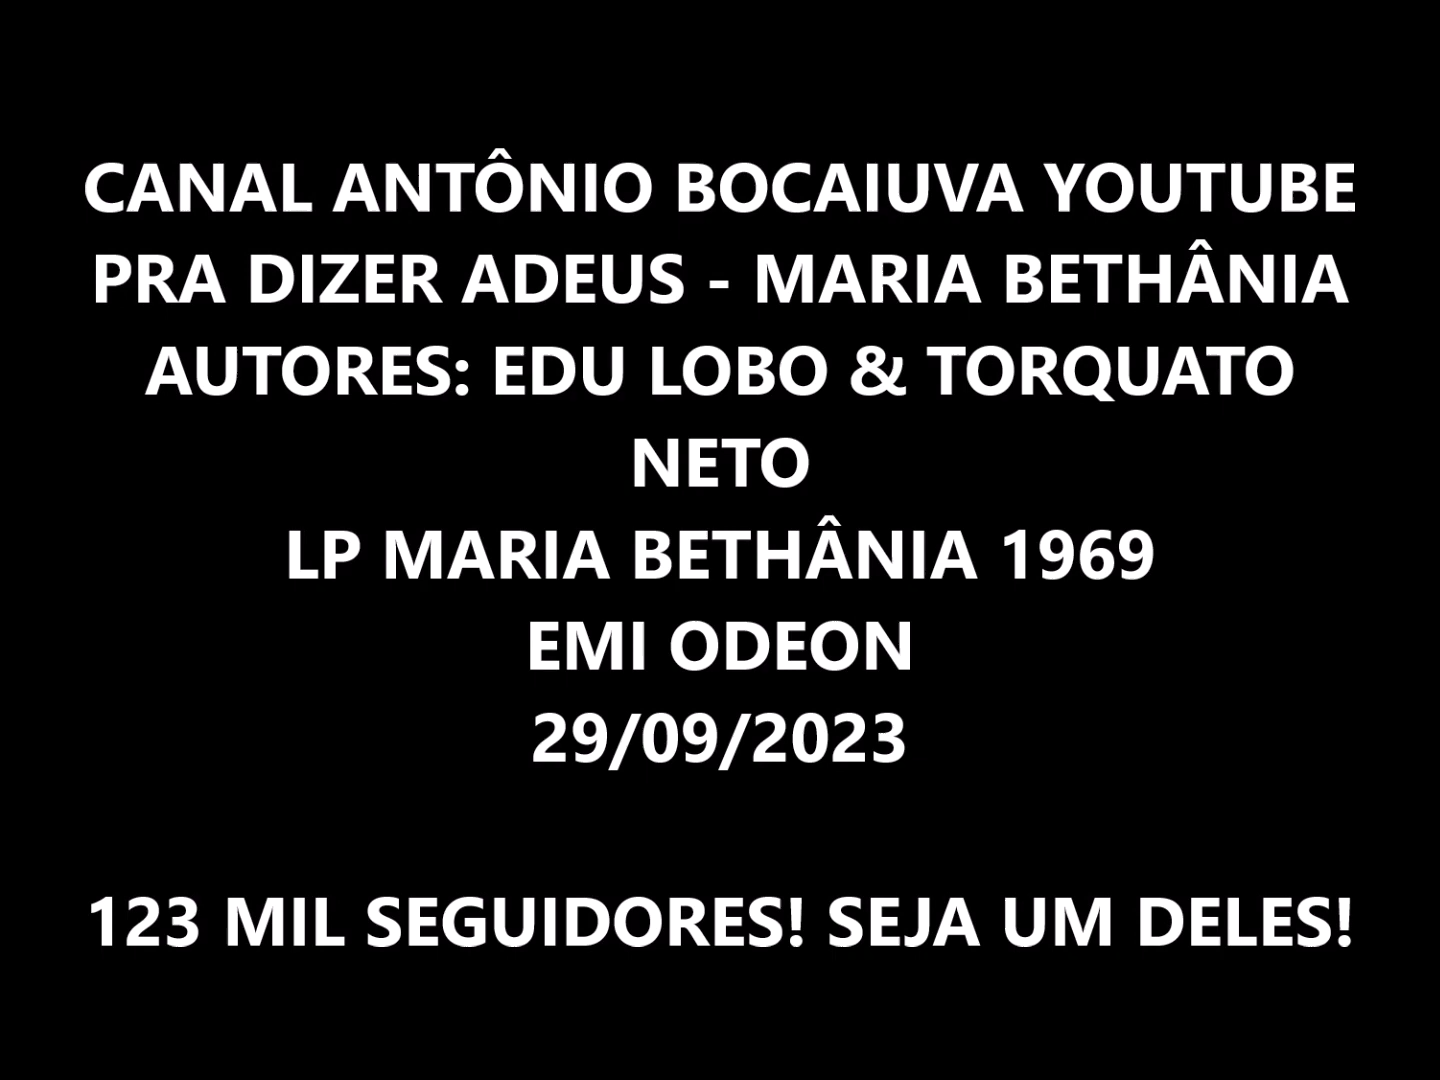 CANAL ANTÔNIO BOCAIUVA YOUTUBE
PRA DIZER ADEUS - MARIA BETHÂNIA
AUTORES: EDU LOBO & TORQUATO
NETO
LP MARIA BETHÂNIA 1969
EMI ODEON
29/09/2023
123 MIL SEGUIDORES! SEJA UM DELES!